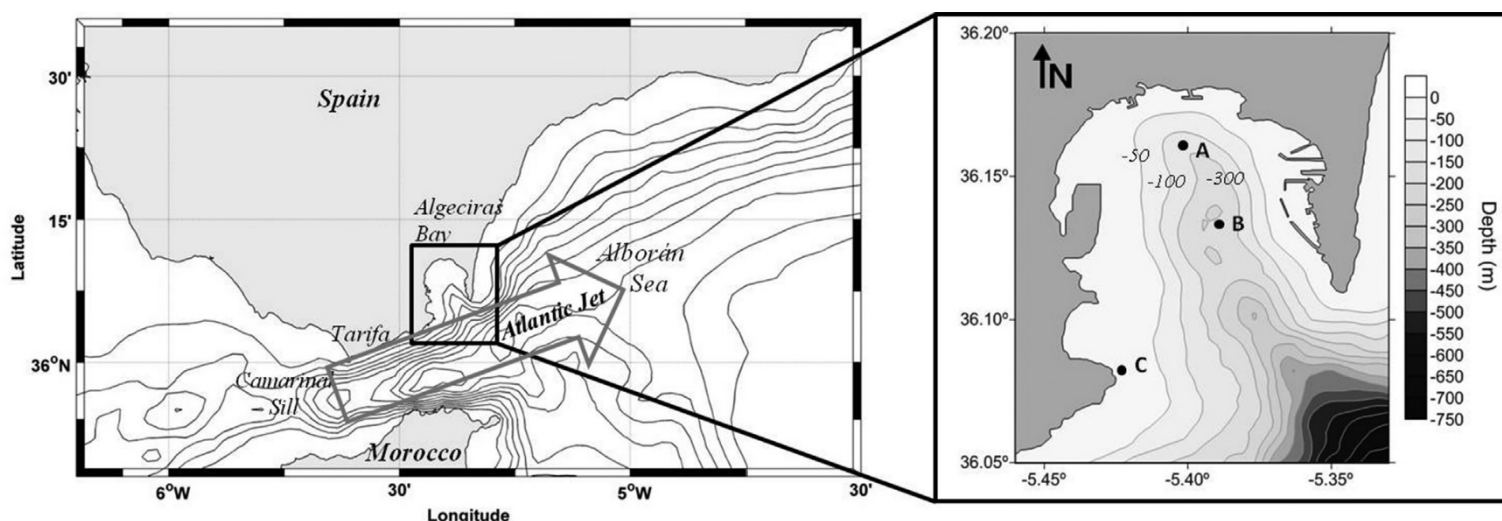 30'
Spain
Algeciras
Bay
15'
Latitude
Alborán
Sea
Atlantic Jet
Tarifa
36°N
Camarinal
Sill
Morocco
6°W
30'
5°W
30'
Longitude
36.20°
N
0
-50
-100
-150
-200
-250
-300
-350
-400
-450
-500
-550
-600
-650
-700
-750
Depth (m)
A
-50
-100
-300
36.15°
B
36.10°
C
36.05°
-5.45°
-5.40°
-5.35°